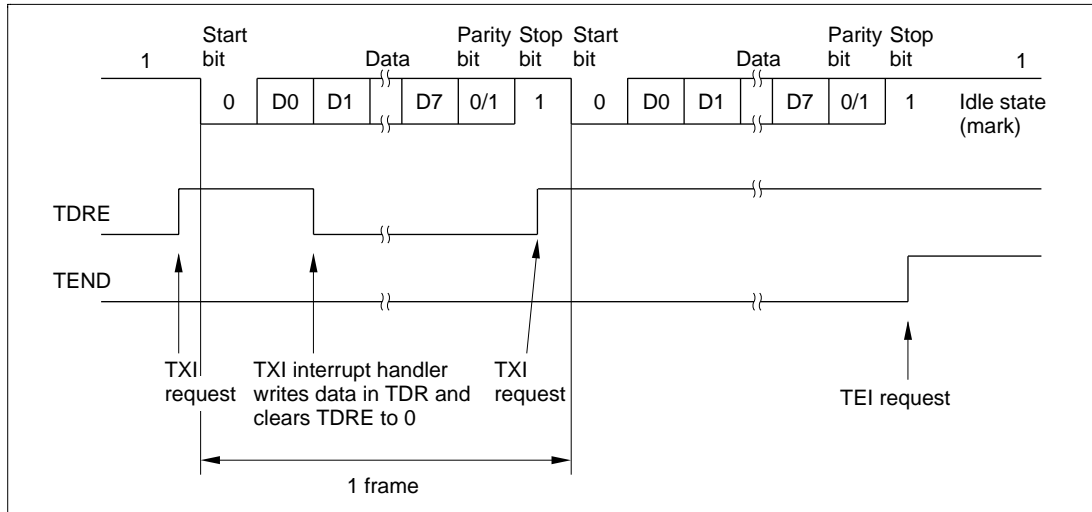 Start bit
Parity bit
Stop bit
Start bit
Parity bit
Stop bit
1
Data
Data
1
0
D0
D1
D7
0/1
1
0
D0
D1
D7
0/1
1
Idle state
(mark)
TDRE
TEND
TXI
request
TXI interrupt handler
writes data in TDR and
clears TDRE to 0
TXI
request
TEI request
1 frame